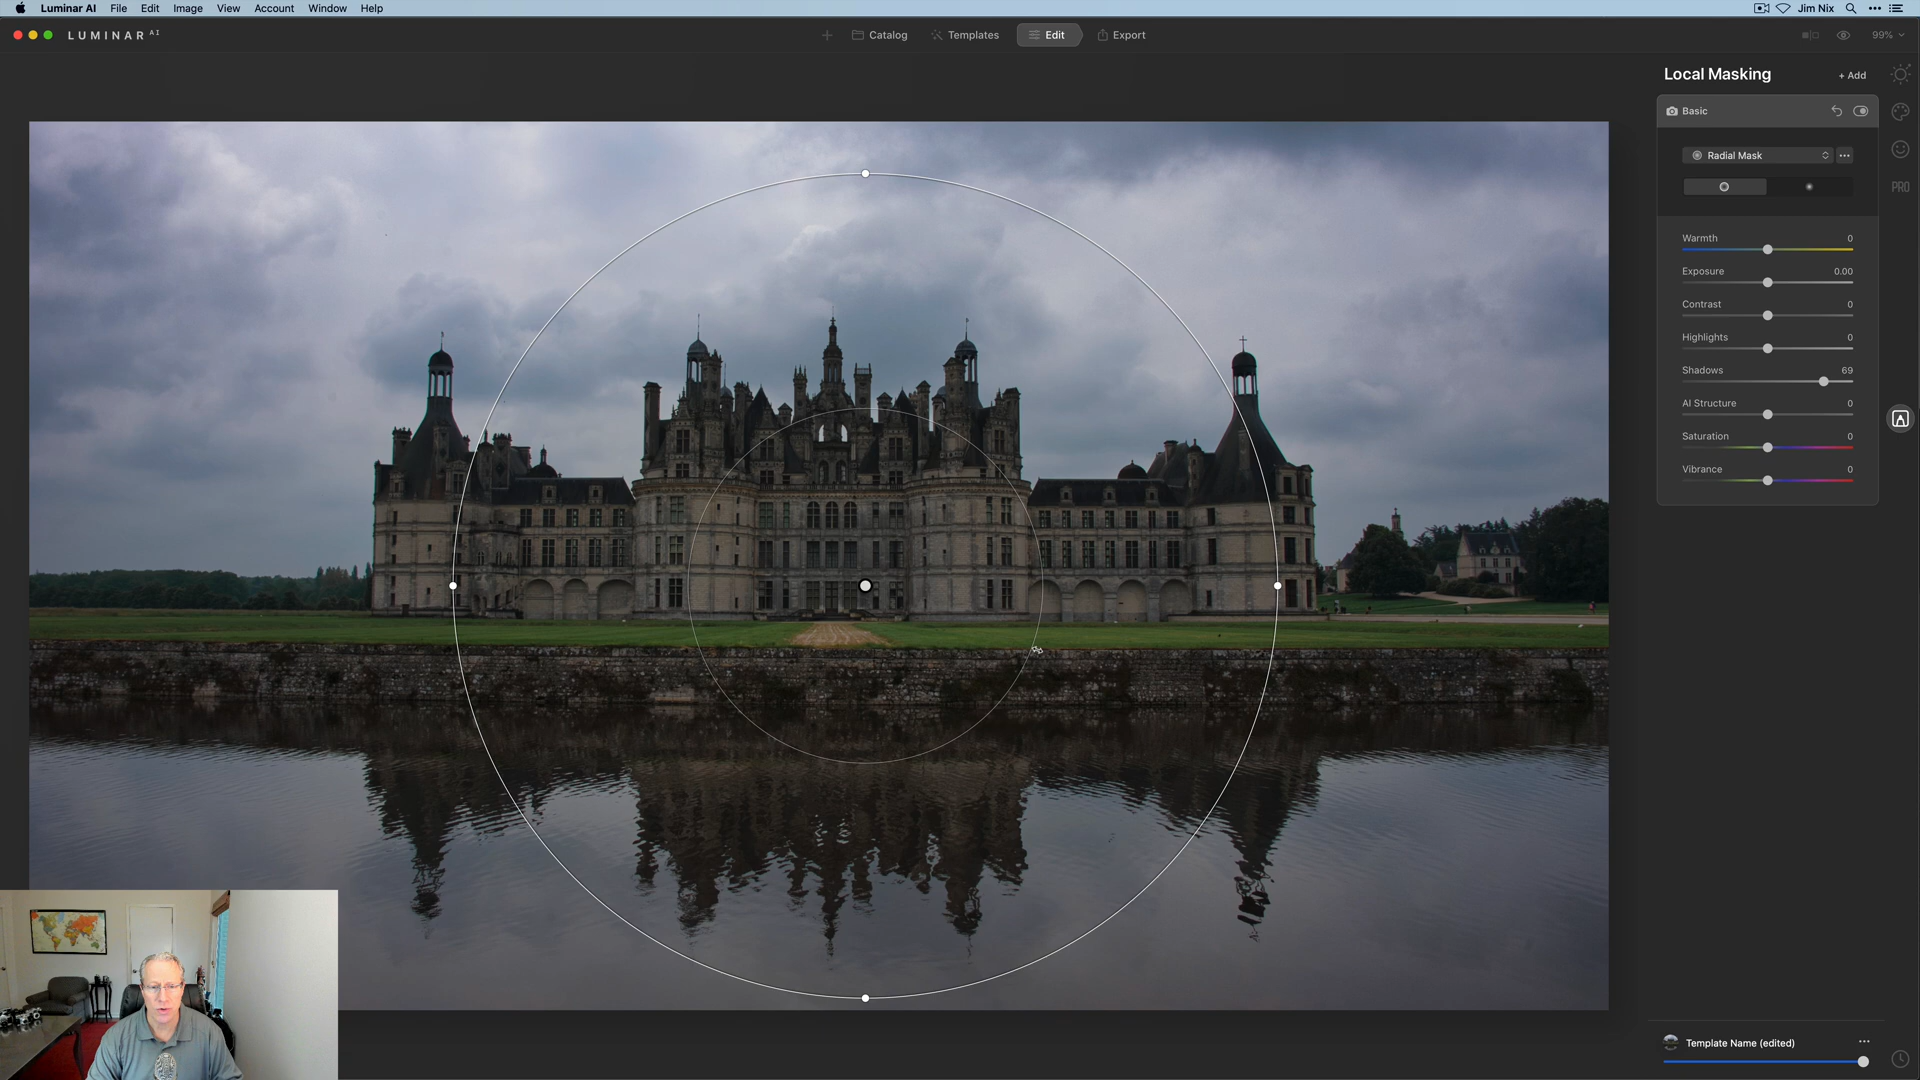 Luminar AI File Edit Image View Account Window Help Jim Nix
LUMINAR AI
Catalog Templates Edit Export 99%
Local Masking + Add
Basic
Radial Mask
PRO
Warmth 0
Exposure 0.00
Contrast 0
Highlights 0
Shadows 69
AI Structure 0
Saturation 0
Vibrance 0
Template Name (edited)